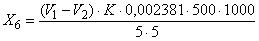 X₆ = (V₁ − V₂) · K · 0,002381 · 500 · 1000
5 · 5